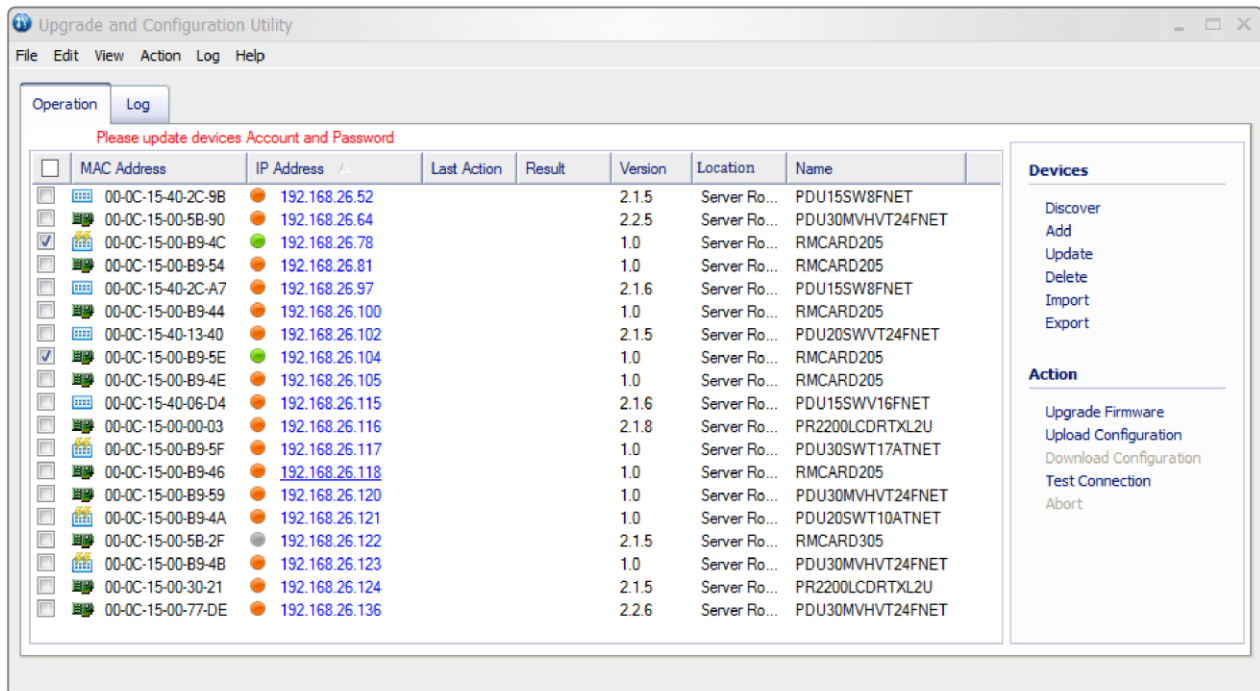 Upgrade and Configuration Utility
File Edit View Action Log Help
Operation Log
Please update devices Account and Password
MAC Address IP Address Last Action Result Version Location Name
00-0C-15-40-2C-9B 192.168.26.52 2.1.5 Server Ro... PDU15SW8FNET
00-0C-15-00-5B-90 192.168.26.64 2.2.5 Server Ro... PDU30MVHVT24FNET
00-0C-15-00-B9-4C 192.168.26.78 1.0 Server Ro... RMCARD205
00-0C-15-00-B9-54 192.168.26.81 1.0 Server Ro... RMCARD205
00-0C-15-40-2C-A7 192.168.26.97 2.1.6 Server Ro... PDU15SW8FNET
00-0C-15-00-B9-44 192.168.26.100 1.0 Server Ro... RMCARD205
00-0C-15-40-13-40 192.168.26.102 2.1.5 Server Ro... PDU20SWVT24FNET
00-0C-15-00-B9-5E 192.168.26.104 1.0 Server Ro... RMCARD205
00-0C-15-00-B9-4E 192.168.26.105 1.0 Server Ro... RMCARD205
00-0C-15-40-06-D4 192.168.26.115 2.1.6 Server Ro... PDU15SWV16FNET
00-0C-15-00-00-03 192.168.26.116 2.1.8 Server Ro... PR2200LCDRTXL2U
00-0C-15-00-B9-5F 192.168.26.117 1.0 Server Ro... PDU30SWT17ATNET
00-0C-15-00-B9-46 192.168.26.118 1.0 Server Ro... RMCARD205
00-0C-15-00-B9-59 192.168.26.120 1.0 Server Ro... PDU30MVHVT24FNET
00-0C-15-00-B9-4A 192.168.26.121 1.0 Server Ro... PDU20SWT10ATNET
00-0C-15-00-5B-2F 192.168.26.122 2.1.5 Server Ro... RMCARD305
00-0C-15-00-B9-4B 192.168.26.123 1.0 Server Ro... PDU30MVHVT24FNET
00-0C-15-00-30-21 192.168.26.124 2.1.5 Server Ro... PR2200LCDRTXL2U
00-0C-15-00-77-DE 192.168.26.136 2.2.6 Server Ro... PDU30MVHVT24FNET
Devices
Discover
Add
Update
Delete
Import
Export
Action
Upgrade Firmware
Upload Configuration
Download Configuration
Test Connection
Abort